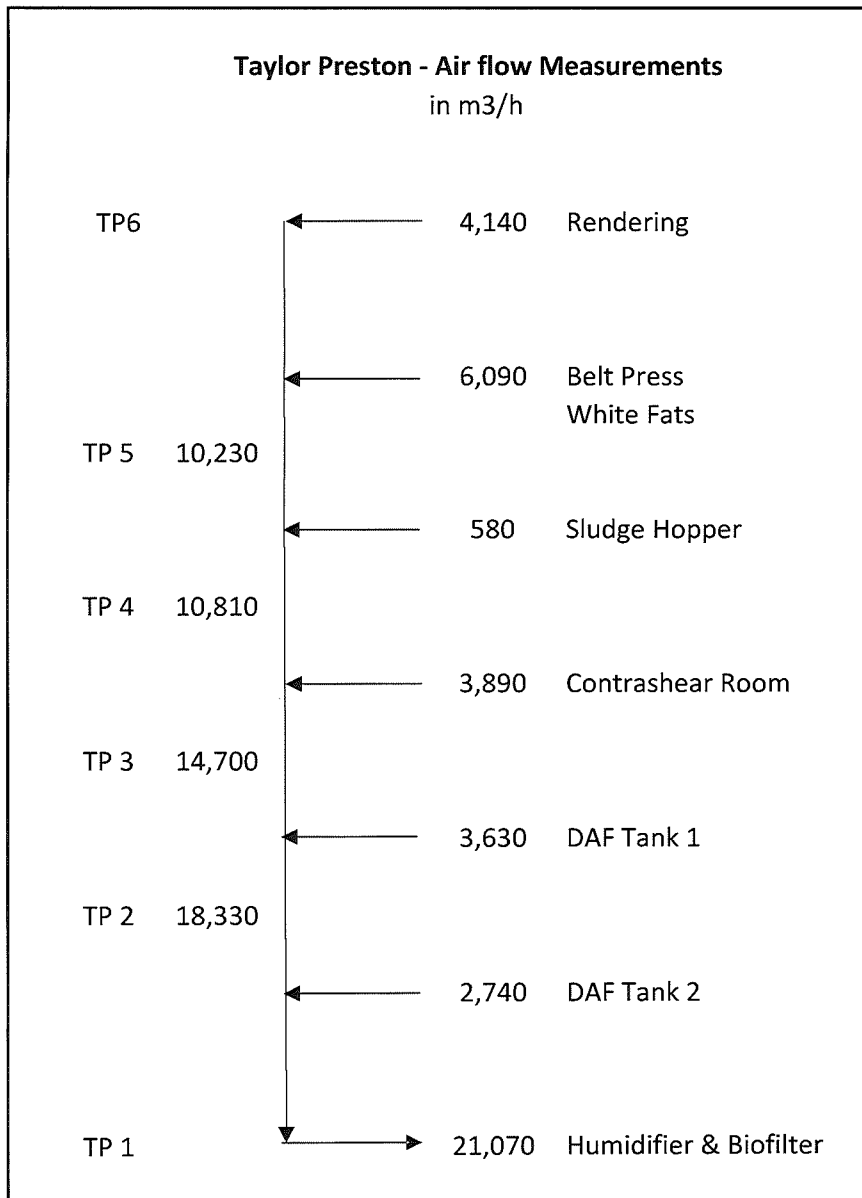 Taylor Preston - Air flow Measurements
in m3/h
TP6 4,140 Rendering
6,090 Belt Press
White Fats
TP 5 10,230
580 Sludge Hopper
TP 4 10,810
3,890 Contrashear Room
TP 3 14,700
3,630 DAF Tank 1
TP 2 18,330
2,740 DAF Tank 2
TP 1 21,070 Humidifier & Biofilter